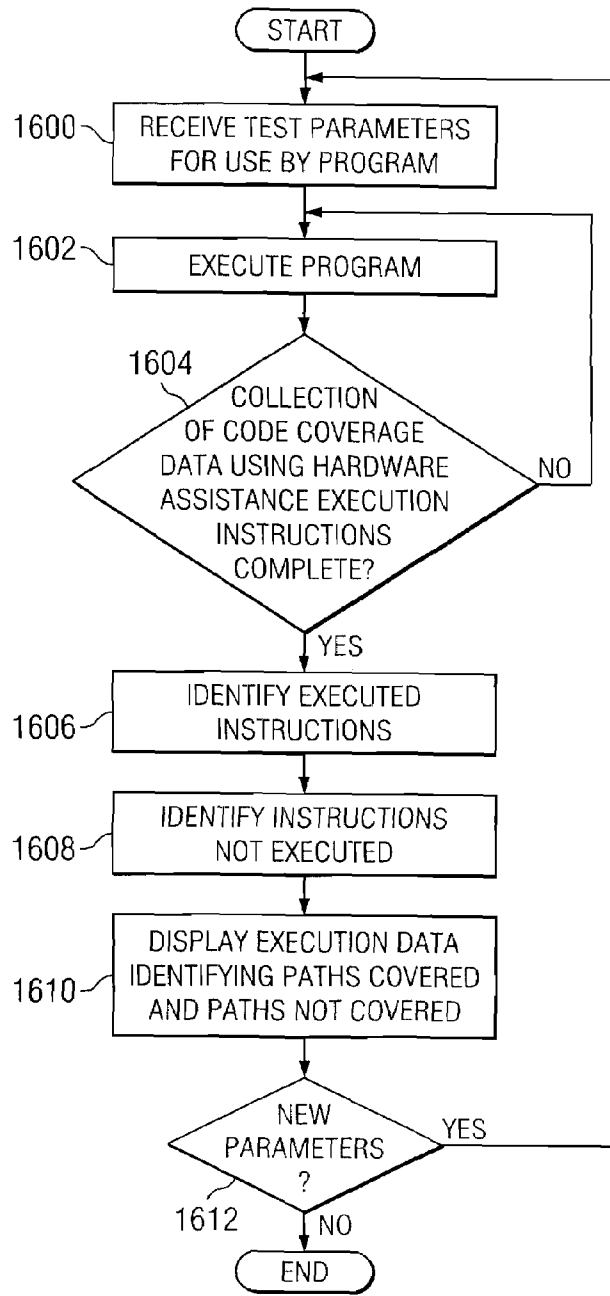 START
1600
RECEIVE TEST PARAMETERS
FOR USE BY PROGRAM
1602
EXECUTE PROGRAM
1604
COLLECTION
OF CODE COVERAGE
DATA USING HARDWARE
ASSISTANCE EXECUTION
INSTRUCTIONS
COMPLETE?
NO
YES
1606
IDENTIFY EXECUTED
INSTRUCTIONS
1608
IDENTIFY INSTRUCTIONS
NOT EXECUTED
1610
DISPLAY EXECUTION DATA
IDENTIFYING PATHS COVERED
AND PATHS NOT COVERED
NEW
PARAMETERS
?
YES
1612
NO
END